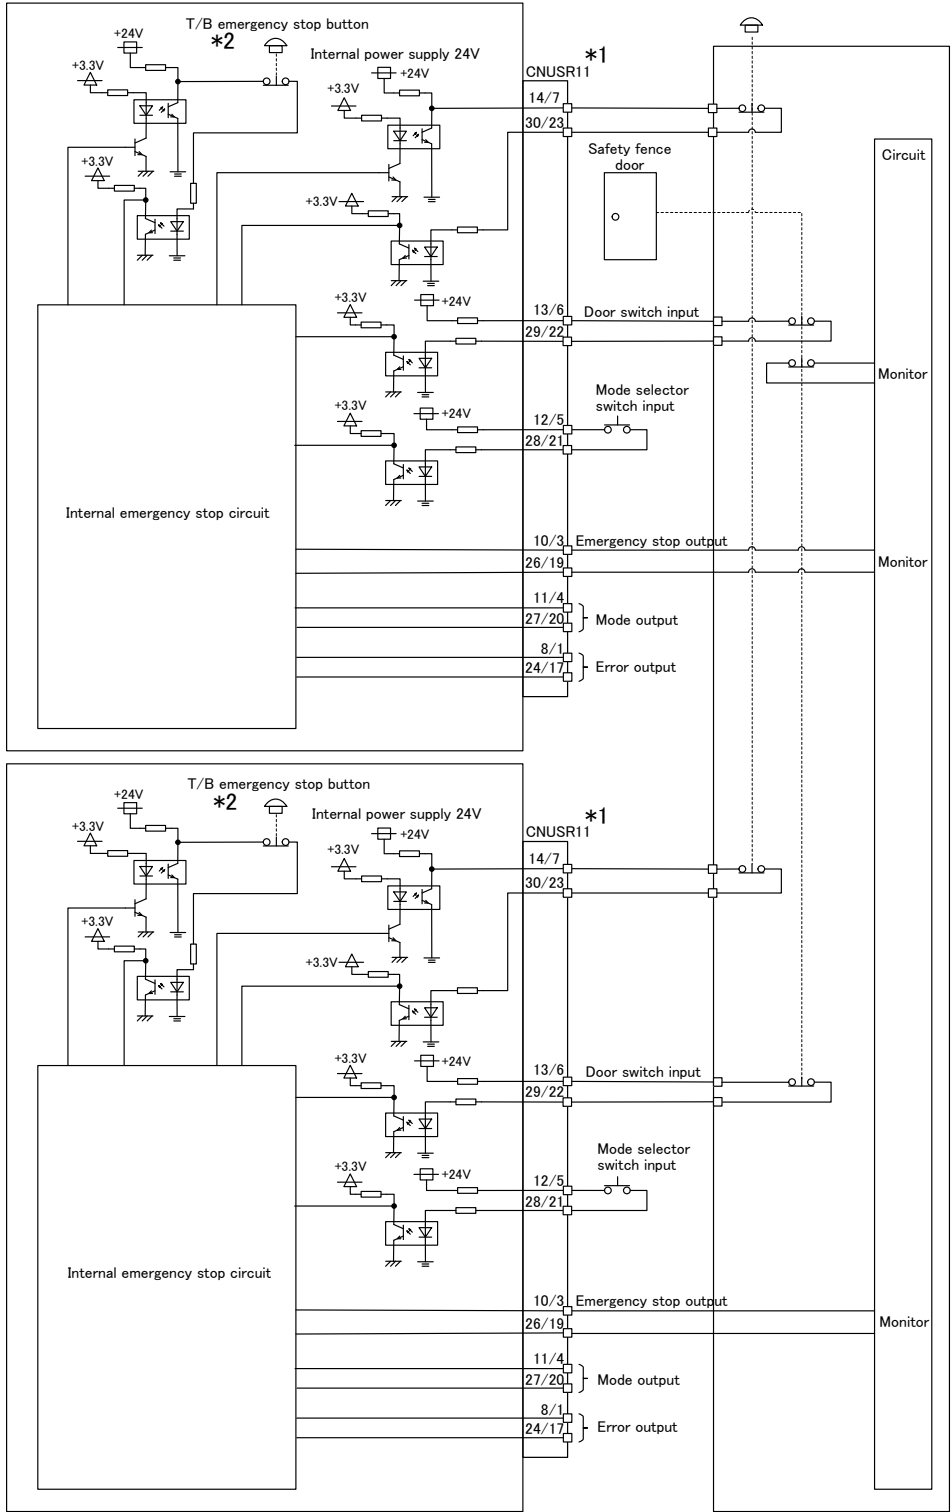 T/B emergency stop button
*2
+24V
Internal power supply 24V
*1
+3.3V
+24V
CNUSR11
+3.3V
14/7
30/23
Safety fence
door
Circuit
+3.3V
+3.3V
+3.3V
+24V
13/6
Door switch input
29/22
Monitor
Mode selector
switch input
+3.3V
+24V
12/5
28/21
Internal emergency stop circuit
10/3
Emergency stop output
26/19
Monitor
11/4
27/20
Mode output
8/1
24/17
Error output
T/B emergency stop button
*2
+24V
Internal power supply 24V
*1
+3.3V
+24V
CNUSR11
+3.3V
14/7
30/23
+3.3V
+3.3V
+3.3V
+24V
13/6
Door switch input
29/22
Mode selector
switch input
+3.3V
+24V
12/5
28/21
Internal emergency stop circuit
10/3
Emergency stop output
26/19
Monitor
11/4
27/20
Mode output
8/1
24/17
Error output